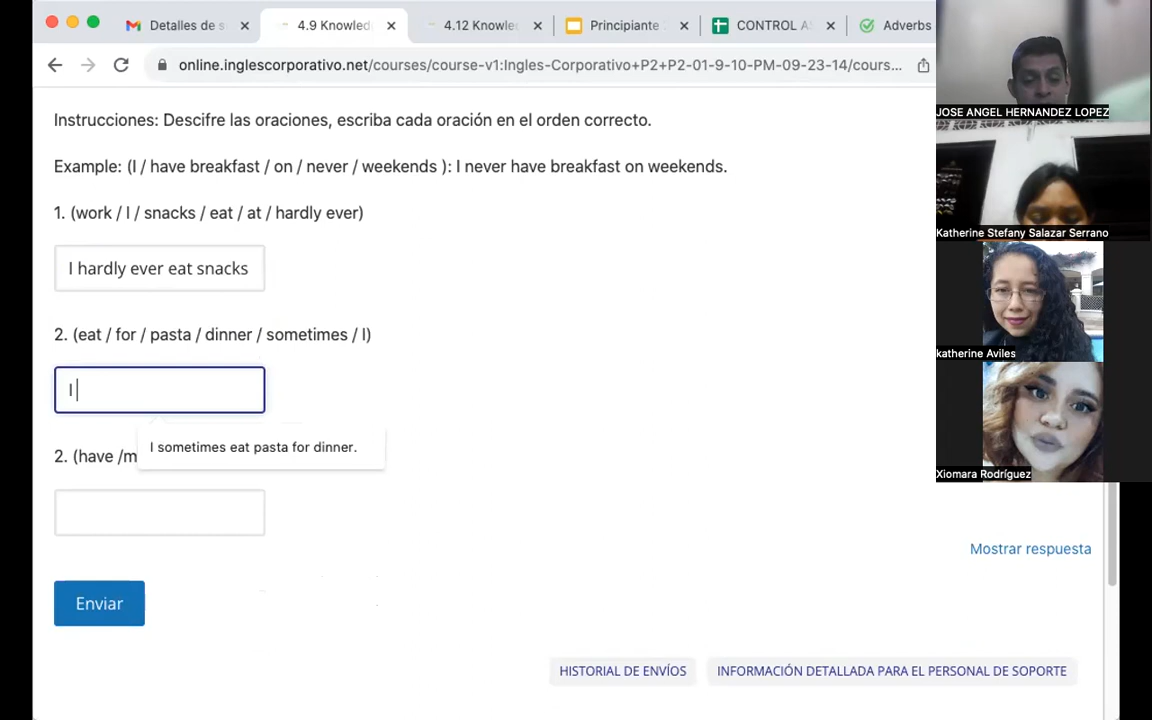 Detalles de s
4.9 Knowled
4.12 Knowle
Principiante
CONTROL A
Adverbs
online.inglescorporativo.net/courses/course-v1:Ingles-Corporativo+P2+P2-01-9-10-PM-09-23-14/cours...
Instrucciones: Descifre las oraciones, escriba cada oración en el orden correcto.
Example: (I / have breakfast / on / never / weekends ): I never have breakfast on weekends.
1. (work / I / snacks / eat / at / hardly ever)
I hardly ever eat snacks
2. (eat / for / pasta / dinner / sometimes / I)
I
I sometimes eat pasta for dinner.
2. (have /m
Mostrar respuesta
Enviar
HISTORIAL DE ENVÍOS
INFORMACIÓN DETALLADA PARA EL PERSONAL DE SOPORTE
JOSE ANGEL HERNANDEZ LOPEZ
Katherine Stefany Salazar Serrano
katherine Aviles
Xiomara Rodríguez